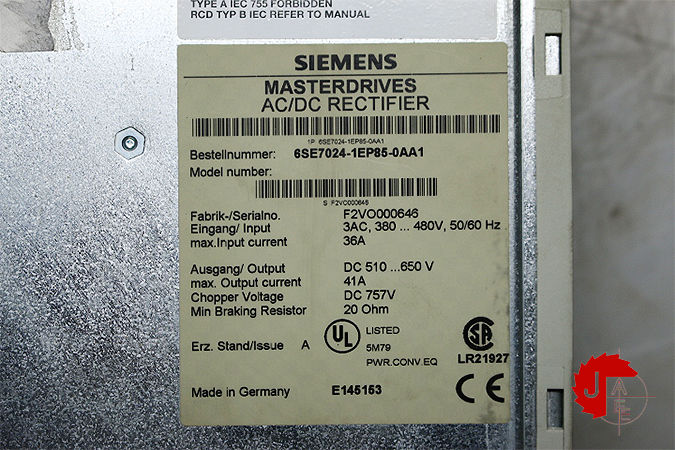 TYPE A IEC 755 FORBIDDEN
RCD TYP B IEC REFER TO MANUAL
SIEMENS
MASTERDRIVES
AC/DC RECTIFIER
1P 6SE7024-1EP85-0AA1
Bestellnummer: 6SE7024-1EP85-0AA1
Model number:
S F2VO000646
Fabrik-/Serialno. F2VO000646
Eingang/ Input 3AC, 380 ... 480V, 50/60 Hz
max.Input current 36A
Ausgang/ Output DC 510 ...650 V
max. Output current 41A
Chopper Voltage DC 757V
Min Braking Resistor 20 Ohm
Erz. Stand/Issue A
UL LISTED
5M79
PWR.CONV.EQ
SA
LR21927
Made in Germany E145153
CE